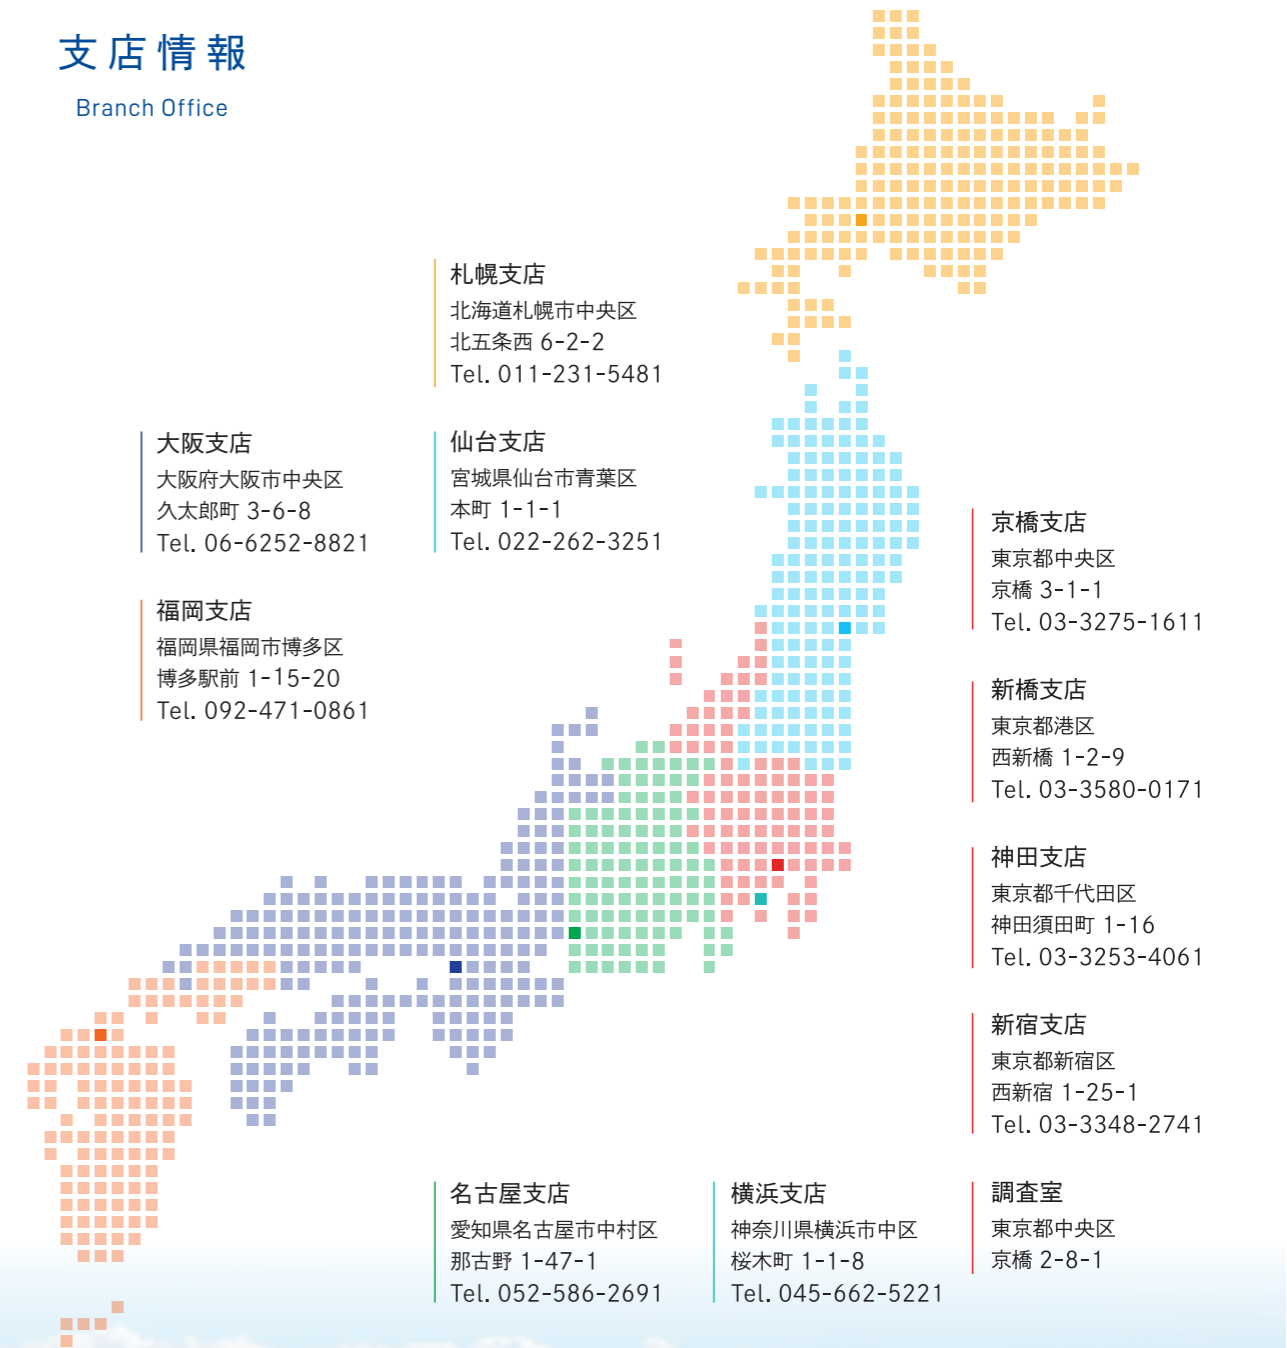 支店情報
Branch Office
札幌支店
北海道札幌市中央区
北五条西 6-2-2
Tel. 011-231-5481
大阪支店
大阪府大阪市中央区
久太郎町 3-6-8
Tel. 06-6252-8821
仙台支店
宮城県仙台市青葉区
本町 1-1-1
Tel. 022-262-3251
福岡支店
福岡県福岡市博多区
博多駅前 1-15-20
Tel. 092-471-0861
京橋支店
東京都中央区
京橋 3-1-1
Tel. 03-3275-1611
新橋支店
東京都港区
西新橋 1-2-9
Tel. 03-3580-0171
神田支店
東京都千代田区
神田須田町 1-16
Tel. 03-3253-4061
新宿支店
東京都新宿区
西新宿 1-25-1
Tel. 03-3348-2741
名古屋支店
愛知県名古屋市中村区
那古野 1-47-1
Tel. 052-586-2691
横浜支店
神奈川県横浜市中区
桜木町 1-1-8
Tel. 045-662-5221
調査室
東京都中央区
京橋 2-8-1